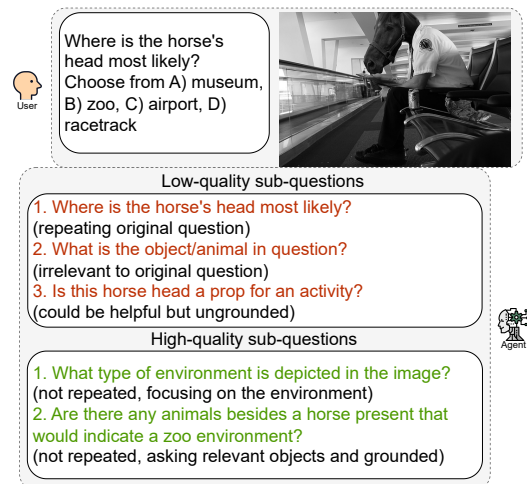 Where is the horse's
head most likely?
Choose from A) museum,
B) zoo, C) airport, D)
racetrack
User
Low-quality sub-questions
1. Where is the horse's head most likely?
(repeating original question)
2. What is the object/animal in question?
(irrelevant to original question)
3. Is this horse head a prop for an activity?
(could be helpful but ungrounded)
Agent
High-quality sub-questions
1. What type of environment is depicted in the image?
(not repeated, focusing on the environment)
2. Are there any animals besides a horse present that
would indicate a zoo environment?
(not repeated, asking relevant objects and grounded)